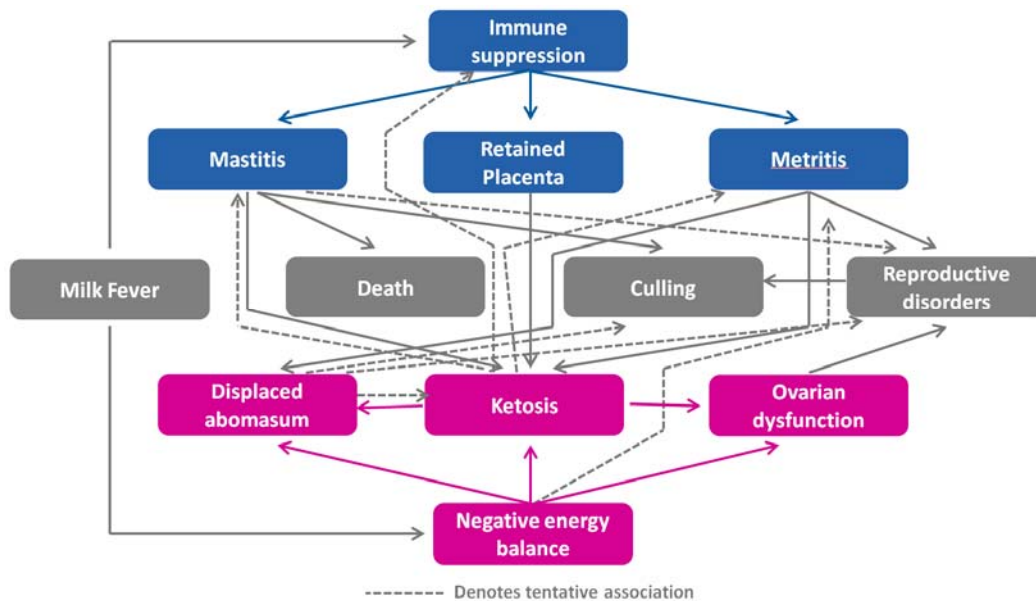 Immune
suppression
Mastitis
Retained
Placenta
Metritis
Milk Fever
Death
Culling
Reproductive
disorders
Displaced
abomasum
Ketosis
Ovarian
dysfunction
Negative energy
balance
Denotes tentative association